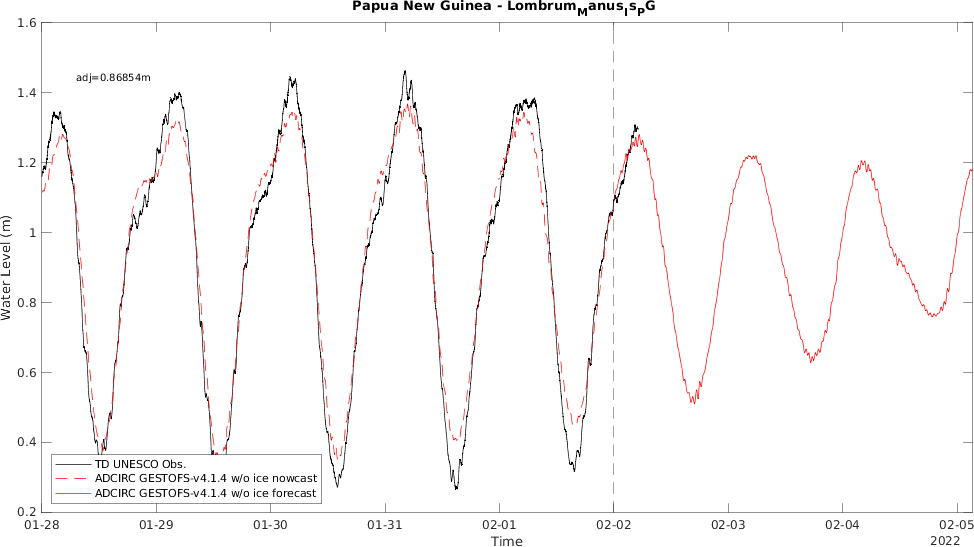 Papua New Guinea - LombrumManusIsPG
1.6
adj=0.86854m
1.4
1.2
1
0.8
0.6
0.4
0.2
Water Level (m)
TD UNESCO Obs.
ADCIRC GESTOFS-v4.1.4 w/o ice nowcast
ADCIRC GESTOFS-v4.1.4 w/o ice forecast
01-28 01-29 01-30 01-31 02-01 02-02 02-03 02-04 02-05
Time 2022